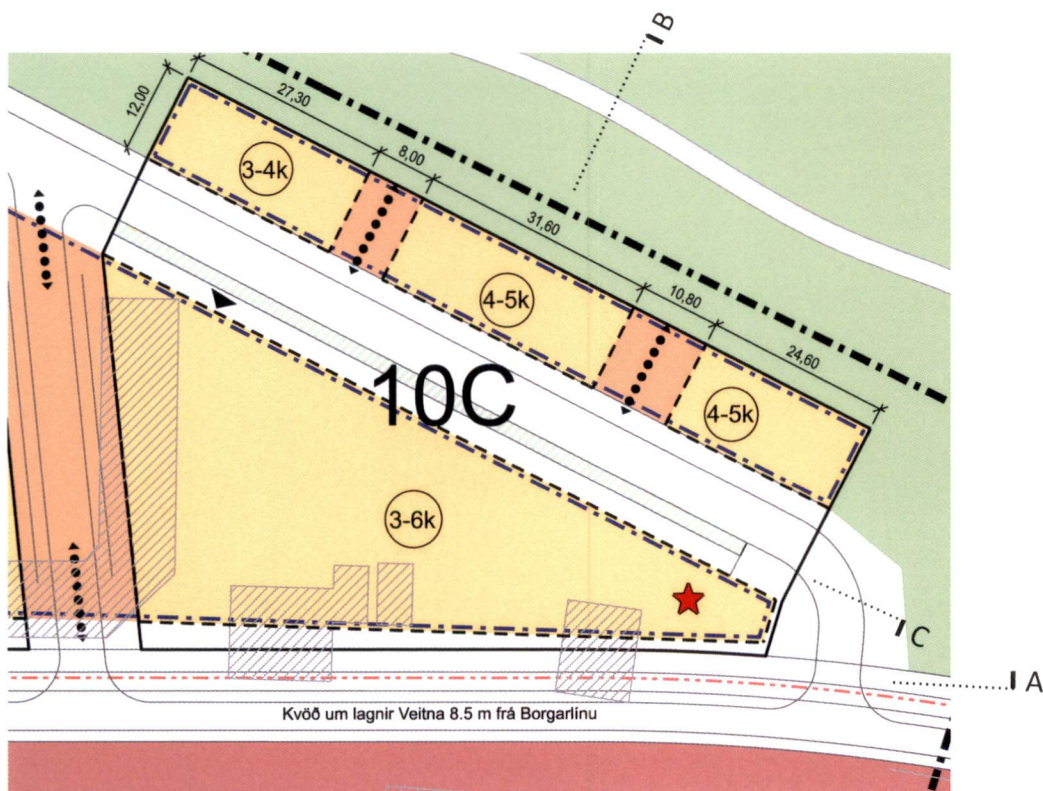 B
12,00
27,30
8,00
31,60
10,80
24,60
3-4k
4-5k
4-5k
10C
3-6k
C
A
Kvöð um lagnir Veitna 8.5 m frá Borgarlínu